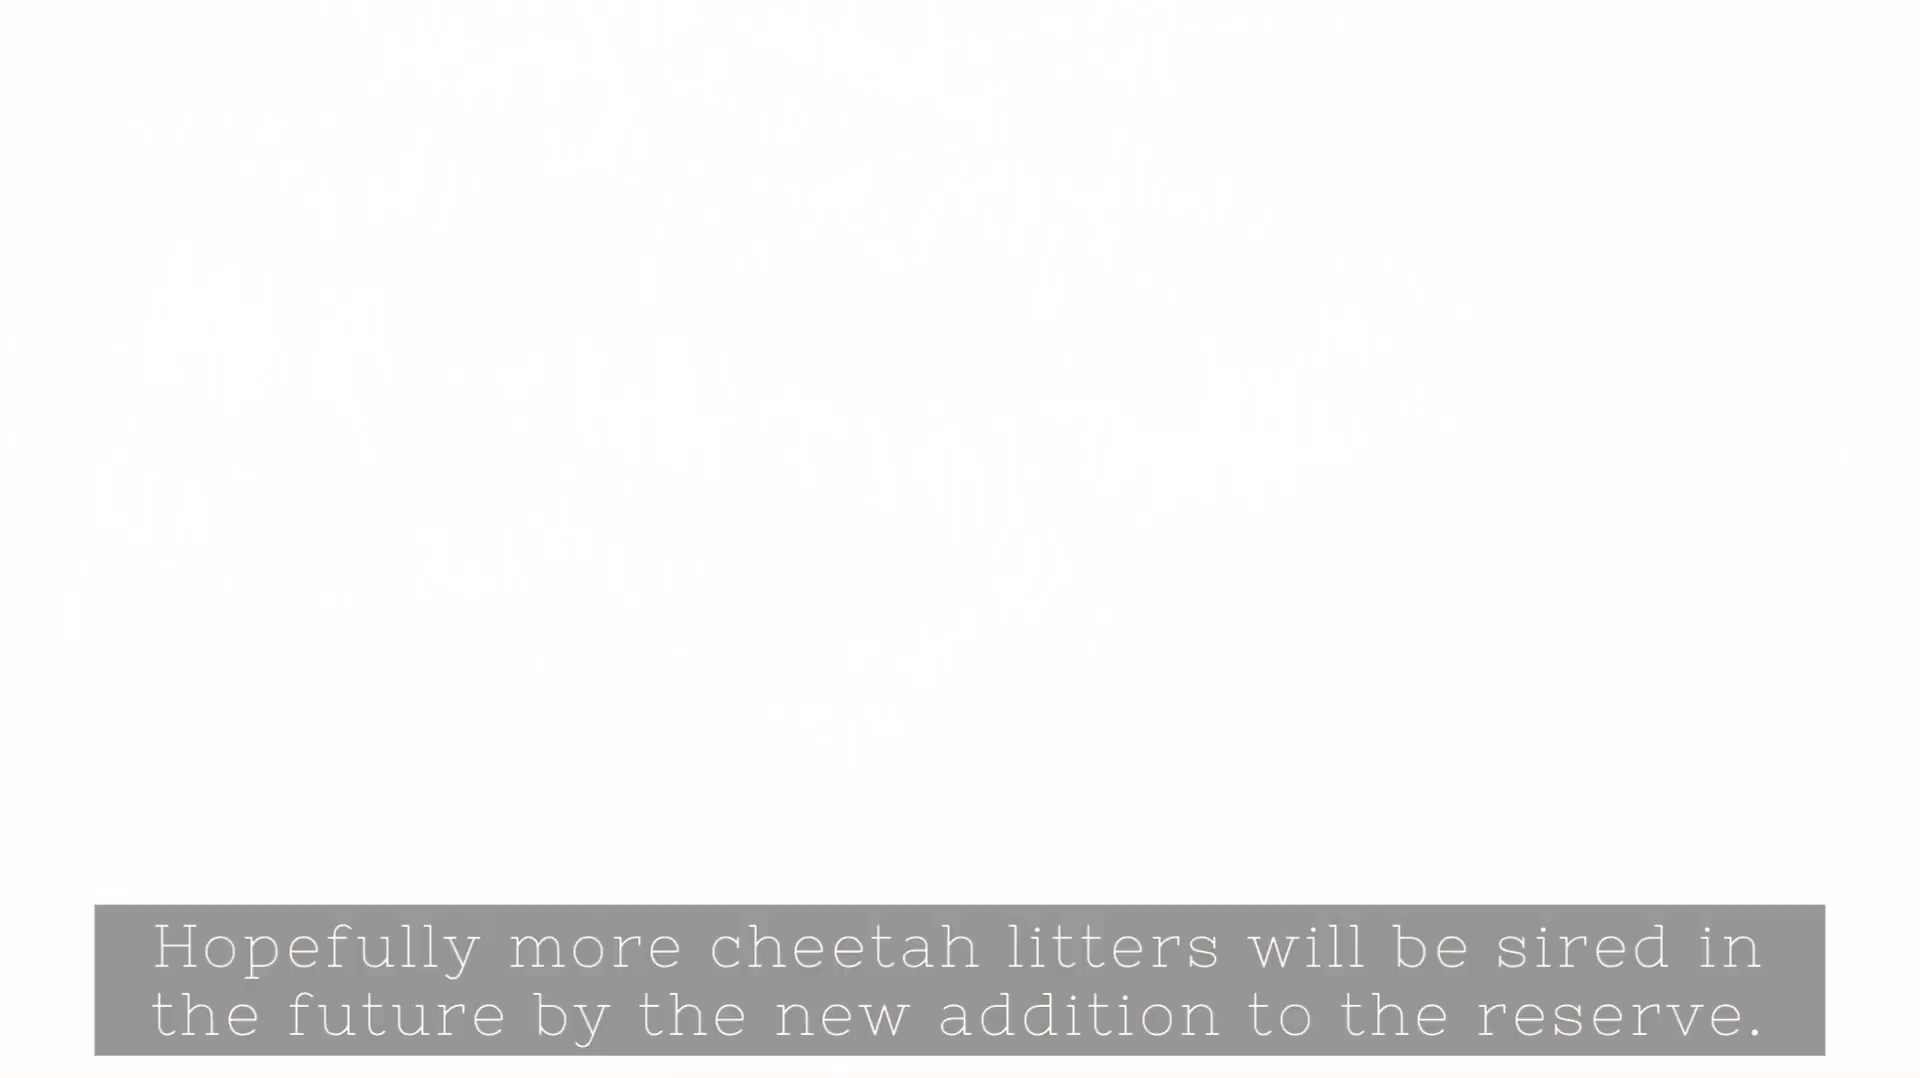 Hopefully more cheetah litters will be sired in
the future by the new addition to the reserve.